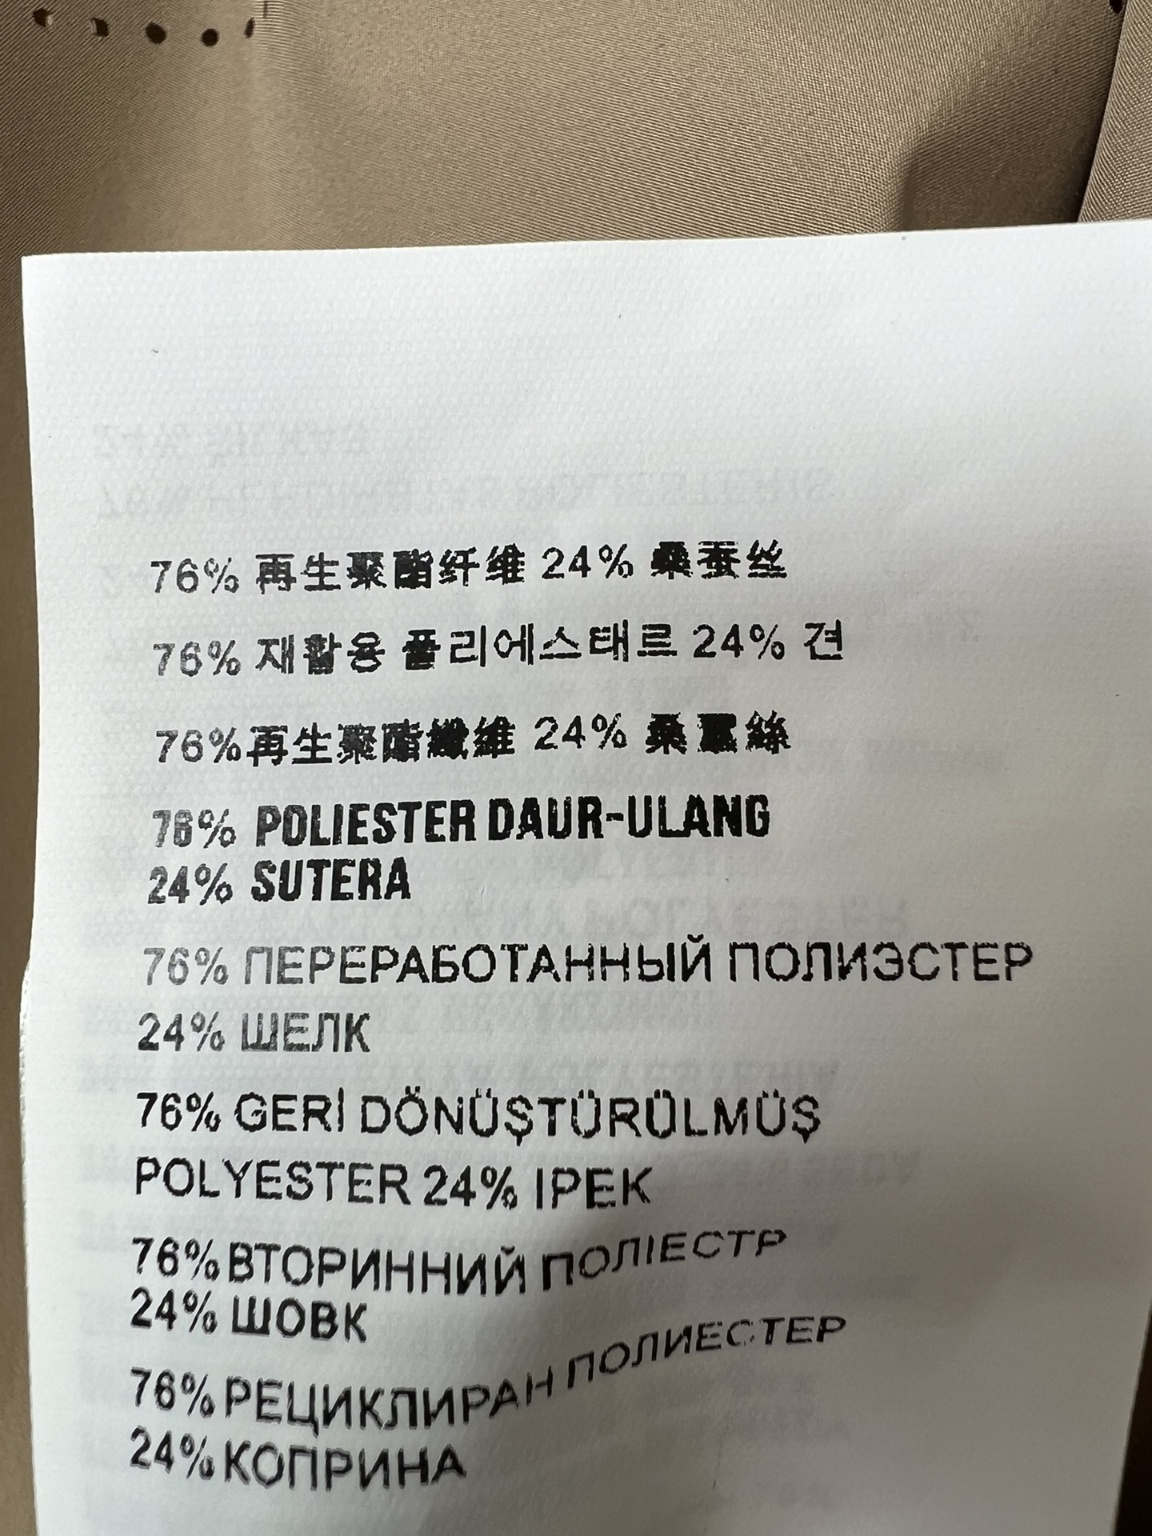 76% 再生聚酯纤维 24% 桑蚕丝
76% 재활용 폴리에스테르 24% 견
76%再生聚酯纖維 24% 桑蠶絲
76% POLIESTER DAUR-ULANG
24% SUTERA
76% ПЕРЕРАБОТАННЫЙ ПОЛИЭСТЕР
24% ШЕЛК
76% GERİ DÖNÜŞTÜRÜLMÜŞ
POLYESTER 24% IPEK
76% ВТОРИННИЙ ПОЛІЕСТР
24% ШОВК
76% РЕЦИКЛИРАН ПОЛИЕСТЕР
24% КОПРИНА